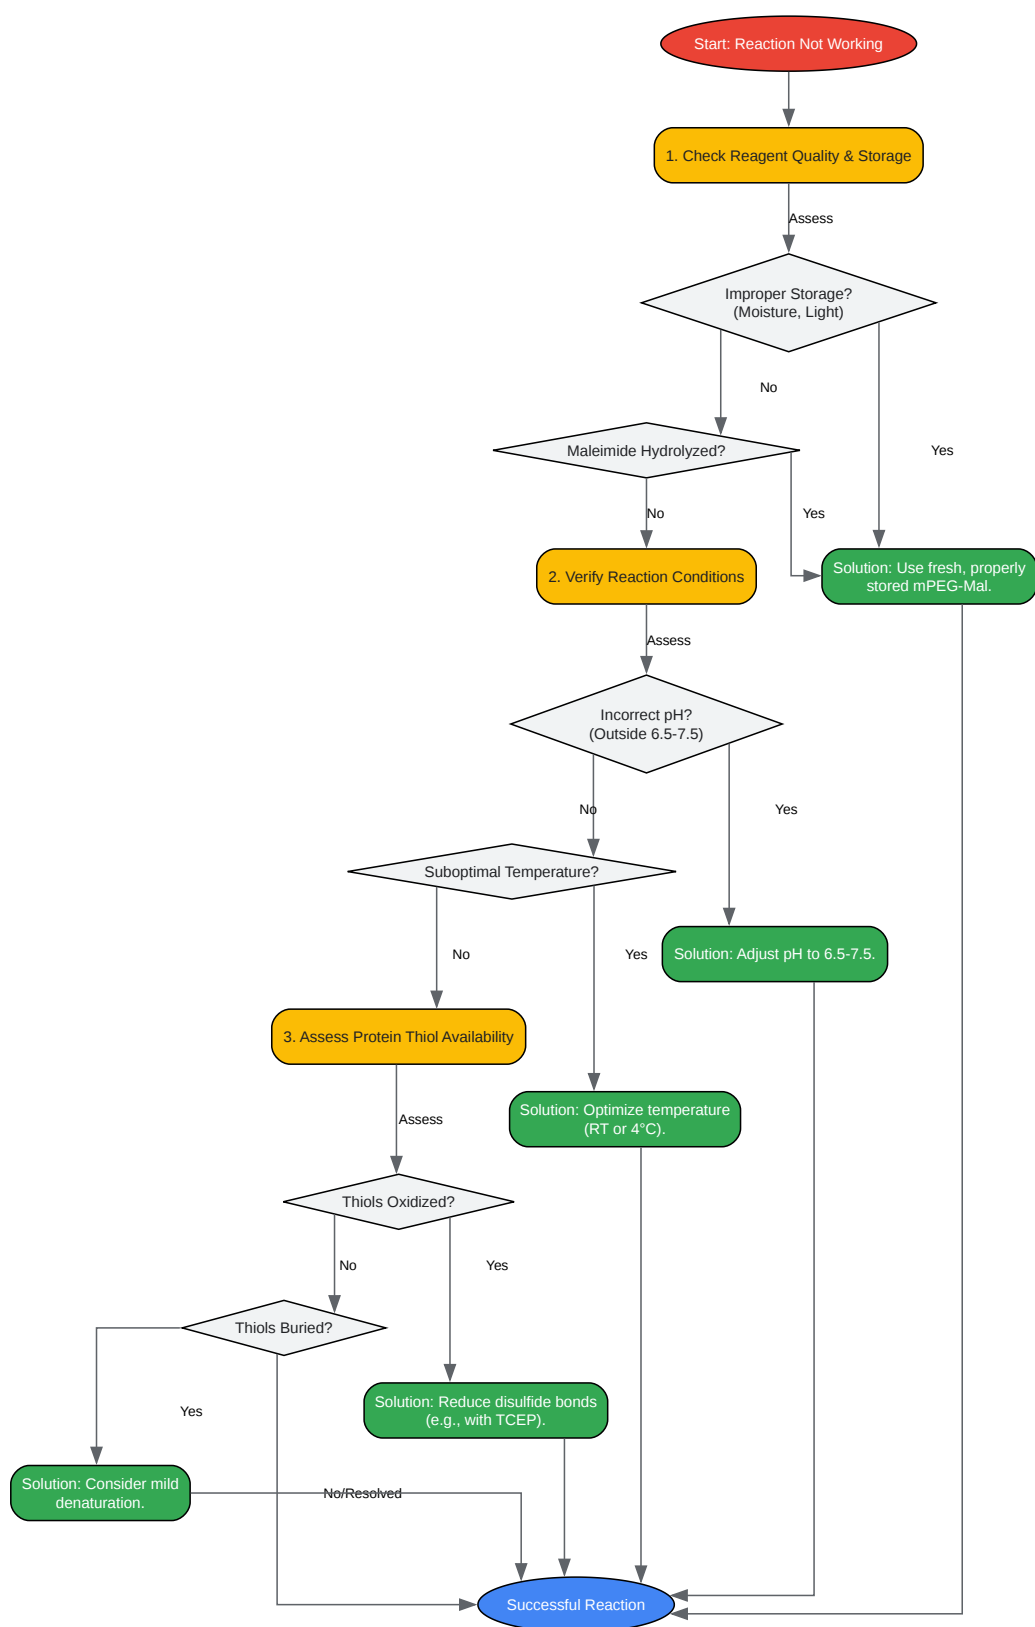 Start: Reaction Not Working
1. Check Reagent Quality & Storage
Assess
Improper Storage?
(Moisture, Light)
No
Yes
Maleimide Hydrolyzed?
No
Yes
2. Verify Reaction Conditions
Solution: Use fresh, properly
stored mPEG-Mal.
Assess
Incorrect pH?
(Outside 6.5-7.5)
No
Yes
Suboptimal Temperature?
No
Yes
Solution: Adjust pH to 6.5-7.5.
3. Assess Protein Thiol Availability
Solution: Optimize temperature
(RT or 4°C).
Assess
Thiols Oxidized?
No
Yes
Thiols Buried?
Yes
Solution: Reduce disulfide bonds
(e.g., with TCEP).
Solution: Consider mild
denaturation.
No/Resolved
Successful Reaction